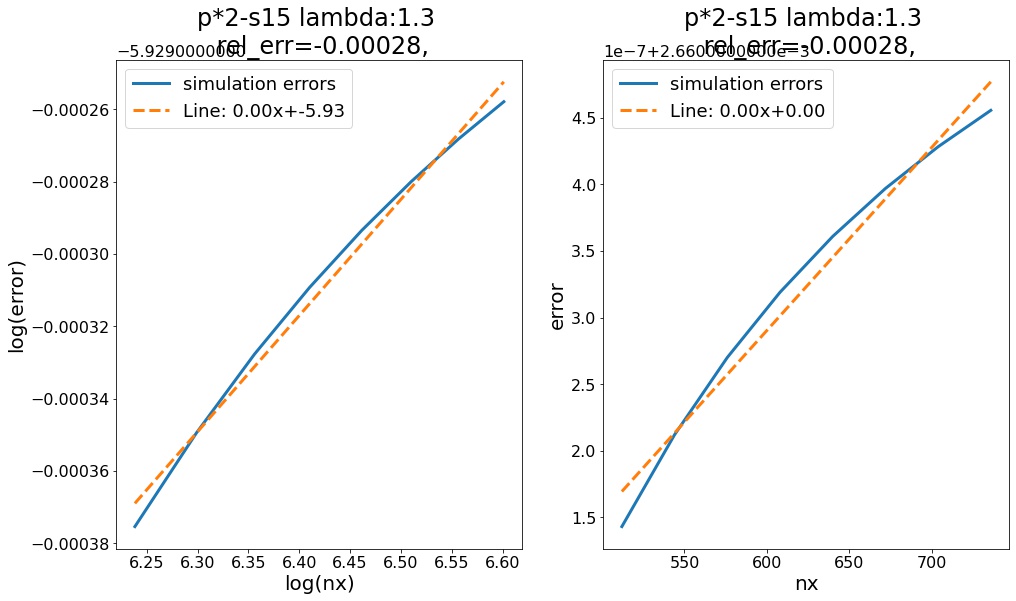 p*2-s15 lambda:1.3
rel_err=-0.00028,
−5.9290000000
simulation errors
Line: 0.00x+-5.93
−0.00026
−0.00028
−0.00030
−0.00032
−0.00034
−0.00036
−0.00038
log(error)
6.25 6.30 6.35 6.40 6.45 6.50 6.55 6.60
log(nx)
p*2-s15 lambda:1.3
rel_err=-0.00028,
1e−7+2.6600000000e−3
simulation errors
Line: 0.00x+0.00
4.5
4.0
3.5
3.0
2.5
2.0
1.5
error
550 600 650 700
nx